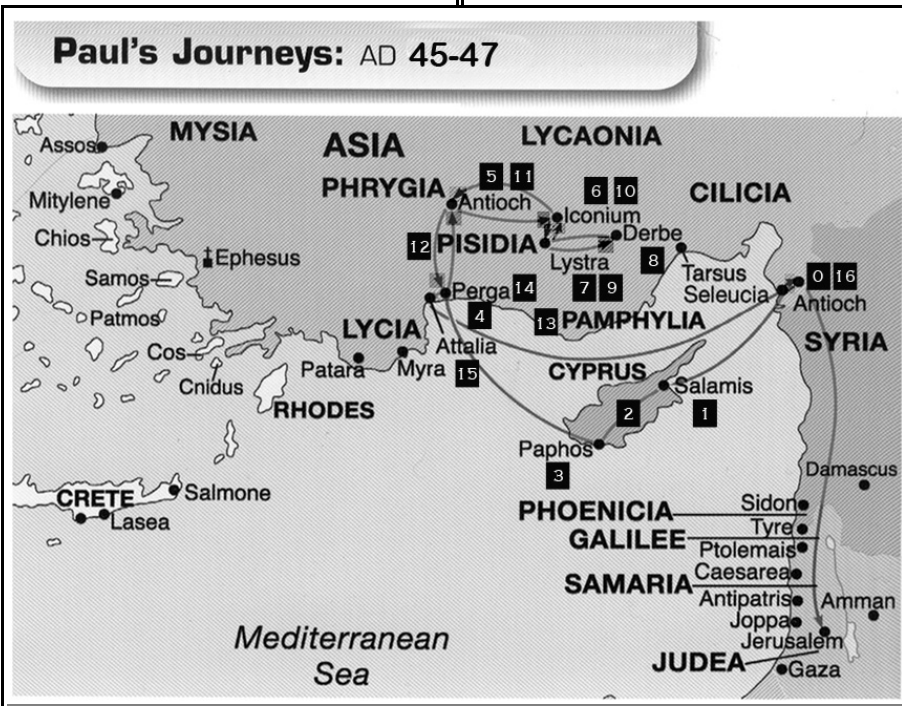 Paul's Journeys: AD 45-47
MYSIA
ASIA
LYCAONIA
Assos
PHRYGIA
5 11
6 10
CILICIA
Mitylene
Antioch
Iconium
Chios
12
PISIDIA
Derbe
Ephesus
Lystra
8
Tarsus
0 16
Samos
Perga 14
7 9
Seleucia
Antioch
Patmos
LYCIA
4
13 PAMPHYLIA
SYRIA
Cos
Attalia
Cnidus
Patara
Myra
15
CYPRUS
Salamis
RHODES
2
1
Paphos
3
Damascus
CRETE
Salmone
Lasea
PHOENICIA
Sidon
GALILEE
Tyre
Ptolemais
SAMARIA
Caesarea
Antipatris
Amman
Joppa
Mediterranean
Sea
Jerusalem
JUDEA
Gaza